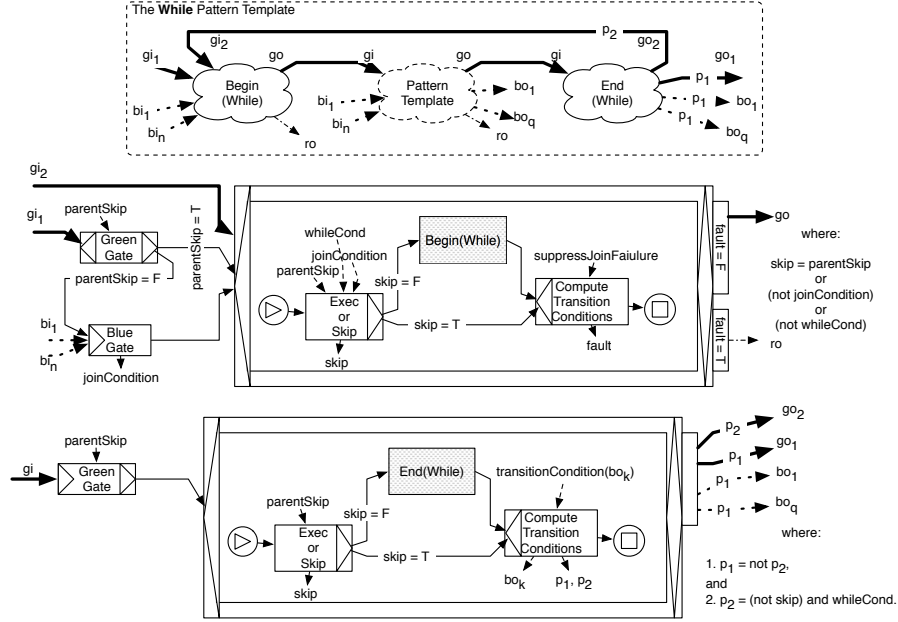 The While Pattern Template
p2
gi2
go2
gi1
go
gi
go
gi
go1
Begin
(While)
Pattern
Template
End
(While)
p1
bi1
bin
bi1
bin
bo1
boq
p1
bo1
p1
boq
ro
ro
gi2
gi1
parentSkip
Green
Gate
parentSkip = T
parentSkip = F
bi1
bin
Blue
Gate
joinCondition
whileCond
joinCondition
parentSkip
Exec
or
Skip
skip
skip = F
skip = T
Begin(While)
suppressJoinFaiulure
Compute
Transition
Conditions
fault
fault = F
fault = T
go
ro
where:
skip = parentSkip
or
(not joinCondition)
or
(not whileCond)
gi
parentSkip
Green
Gate
parentSkip
Exec
or
Skip
skip
skip = F
skip = T
End(While)
transitionCondition(bok)
Compute
Transition
Conditions
bok
p1, p2
p2
go2
p1
go1
p1
bo1
p1
boq
where:
1. p1 = not p2,
and
2. p2 = (not skip) and whileCond.